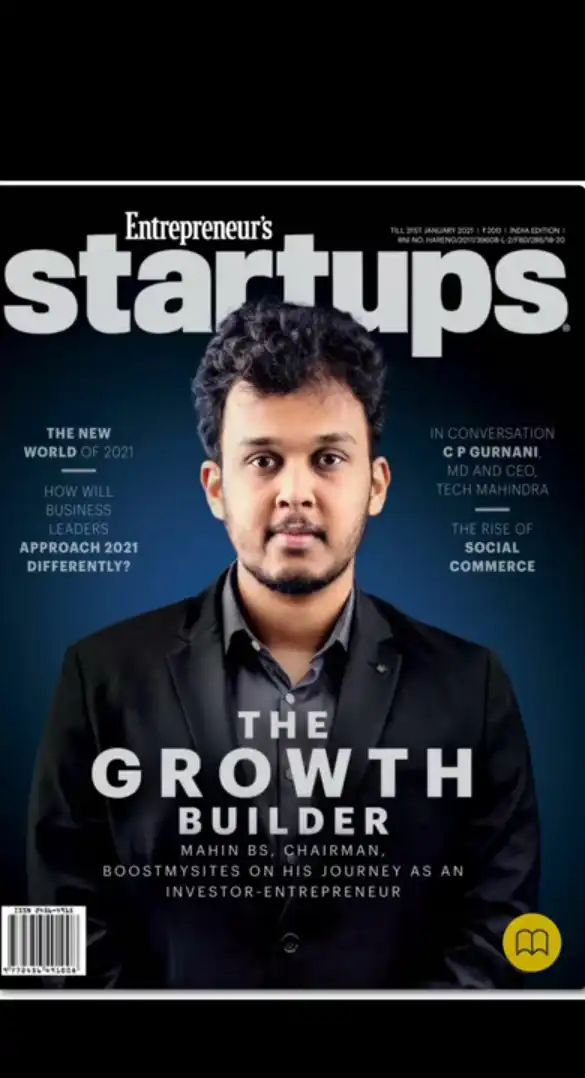 Entrepreneur's
TILL 31ST JANUARY 2021 | ₹200 | INDIA EDITION |
startups
THE NEW
WORLD OF 2021
HOW WILL
BUSINESS
LEADERS
APPROACH 2021
DIFFERENTLY?
IN CONVERSATION
C P GURNANI,
MD AND CEO,
TECH MAHINDRA
THE RISE OF
SOCIAL
COMMERCE
THE
GROWTH
BUILDER
MAHIN BS, CHAIRMAN,
BOOSTMYSITES ON HIS JOURNEY AS AN
INVESTOR-ENTREPRENEUR